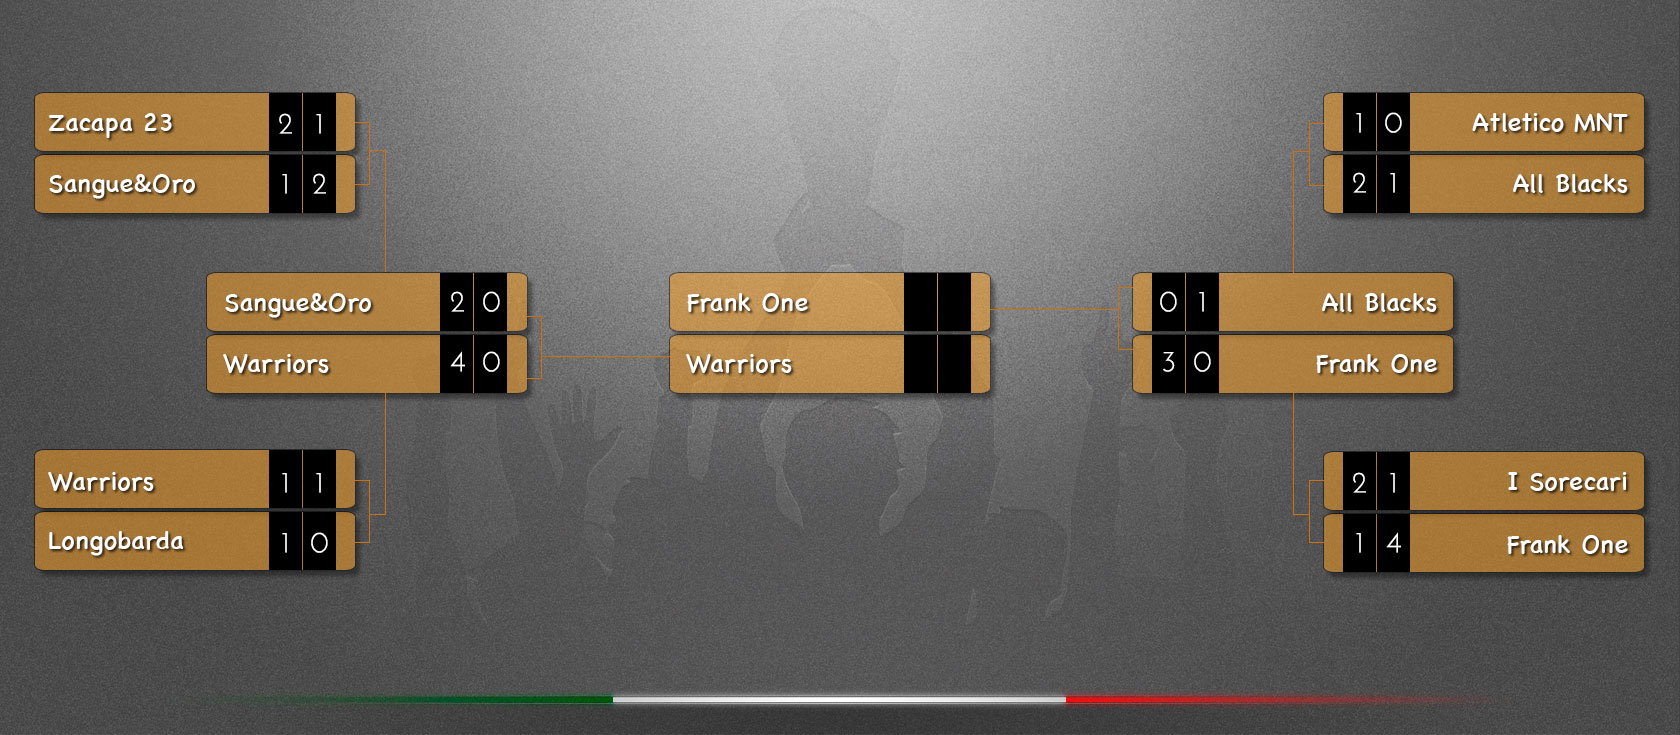 Zacapa 23 2 1
Sangue&Oro 1 2
1 0 Atletico MNT
2 1 All Blacks
Sangue&Oro 2 0
Warriors 4 0
Frank One
Warriors
0 1 All Blacks
3 0 Frank One
Warriors 1 1
Longobarda 1 0
2 1 I Sorecari
1 4 Frank One